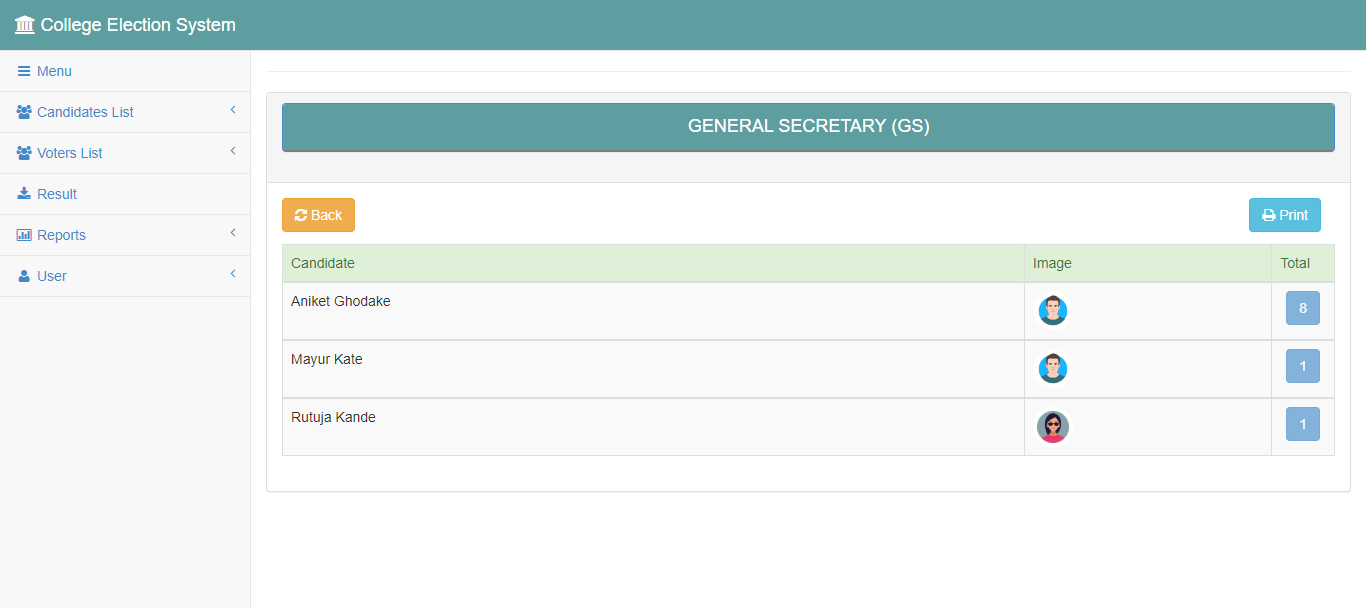 College Election System
Menu
Candidates List
Voters List
Result
Reports
User
GENERAL SECRETARY (GS)
Back Print
Candidate Image Total
Aniket Ghodake 8
Mayur Kate 1
Rutuja Kande 1